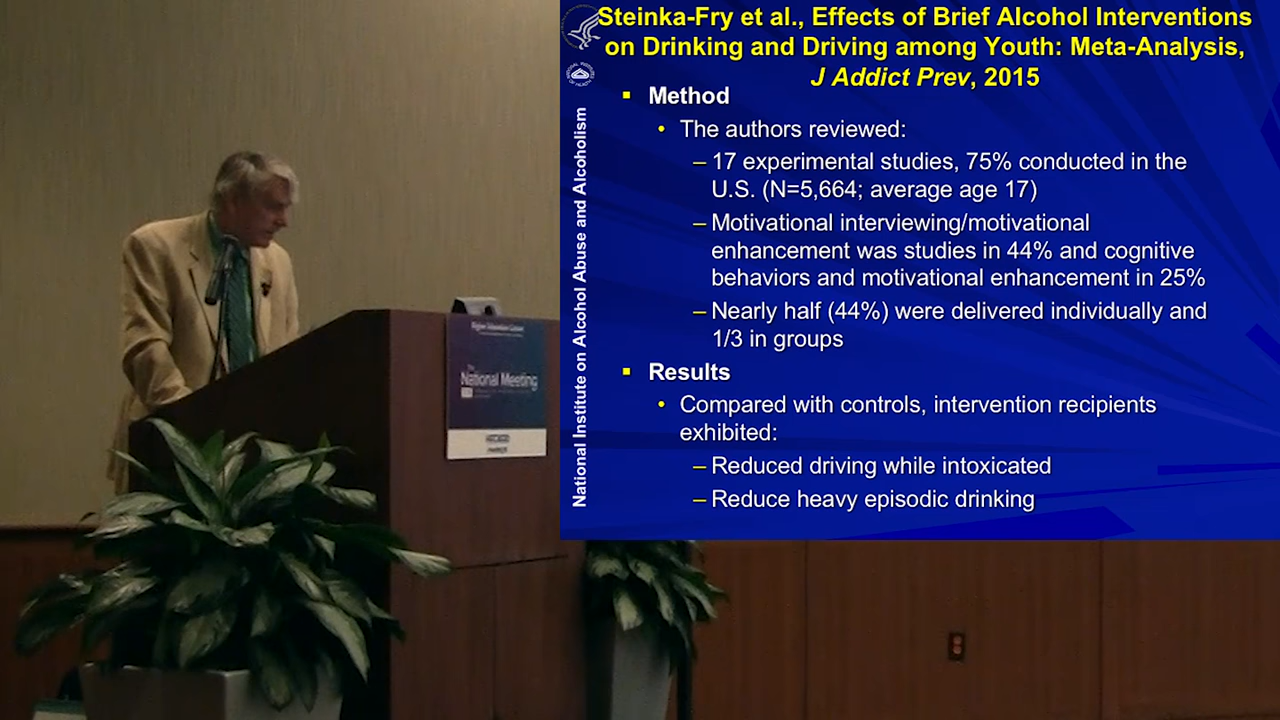 Steinka-Fry et al., Effects of Brief Alcohol Interventions
on Drinking and Driving among Youth: Meta-Analysis,
J Addict Prev, 2015
▪ Method
• The authors reviewed:
– 17 experimental studies, 75% conducted in the
U.S. (N=5,664; average age 17)
– Motivational interviewing/motivational
enhancement was studies in 44% and cognitive
behaviors and motivational enhancement in 25%
– Nearly half (44%) were delivered individually and
1/3 in groups
▪ Results
• Compared with controls, intervention recipients
exhibited:
– Reduced driving while intoxicated
– Reduce heavy episodic drinking
National Institute on Alcohol Abuse and Alcoholism
The
National Meeting